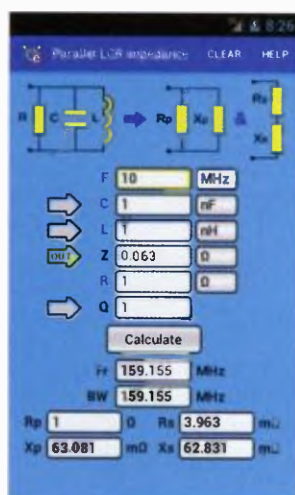 8:26
Parallel LCR impedance CLEAR HELP
R C L Rp Xp & Rs Xs
F 10 MHz
C 1 nF
L 1 nH
OUT Z 0.063 Ω
R 1 Ω
Q 1
Calculate
Fr 159.155 MHz
BW 159.155 MHz
Rp 1 Ω Rs 3.963 mΩ
Xp 63.081 mΩ Xs 62.831 mΩ